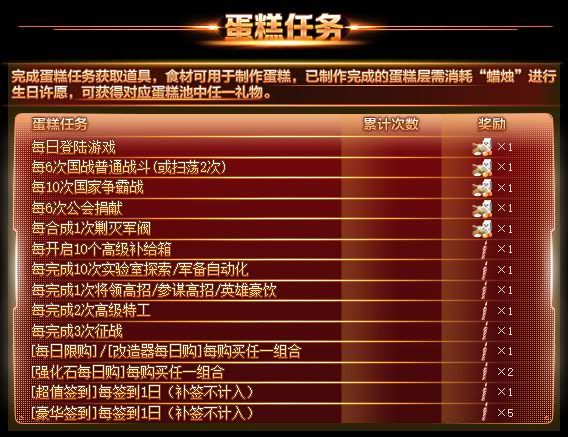 蛋糕任务
完成蛋糕任务获取道具，食材可用于制作蛋糕，已制作完成的蛋糕层需消耗“蜡烛”进行
生日许愿，可获得对应蛋糕池中任一礼物。
蛋糕任务 累计次数 奖励
每日登陆游戏 ×1
每6次国战普通战斗(或扫荡2次) ×1
每10次国家争霸战 ×1
每6次公会捐献 ×1
每合成1次剿灭军阀 ×1
每开启10个高级补给箱 ×1
每完成10次实验室探索/军备自动化 ×1
每完成1次将领高招/参谋高招/英雄豪饮 ×1
每完成2次高级特工 ×1
每完成3次征战 ×1
[每日限购]/[改造器每日购]每购买任一组合 ×1
[强化石每日购]每购买任一组合 ×2
[超值签到]每签到1日（补签不计入） ×1
[豪华签到]每签到1日（补签不计入） ×5